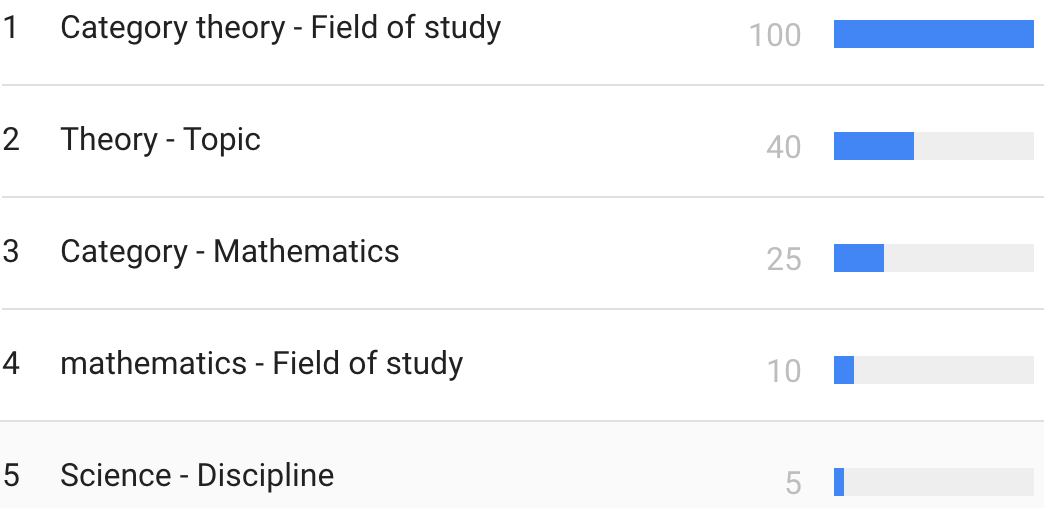 1 Category theory - Field of study 100
2 Theory - Topic 40
3 Category - Mathematics 25
4 mathematics - Field of study 10
5 Science - Discipline 5